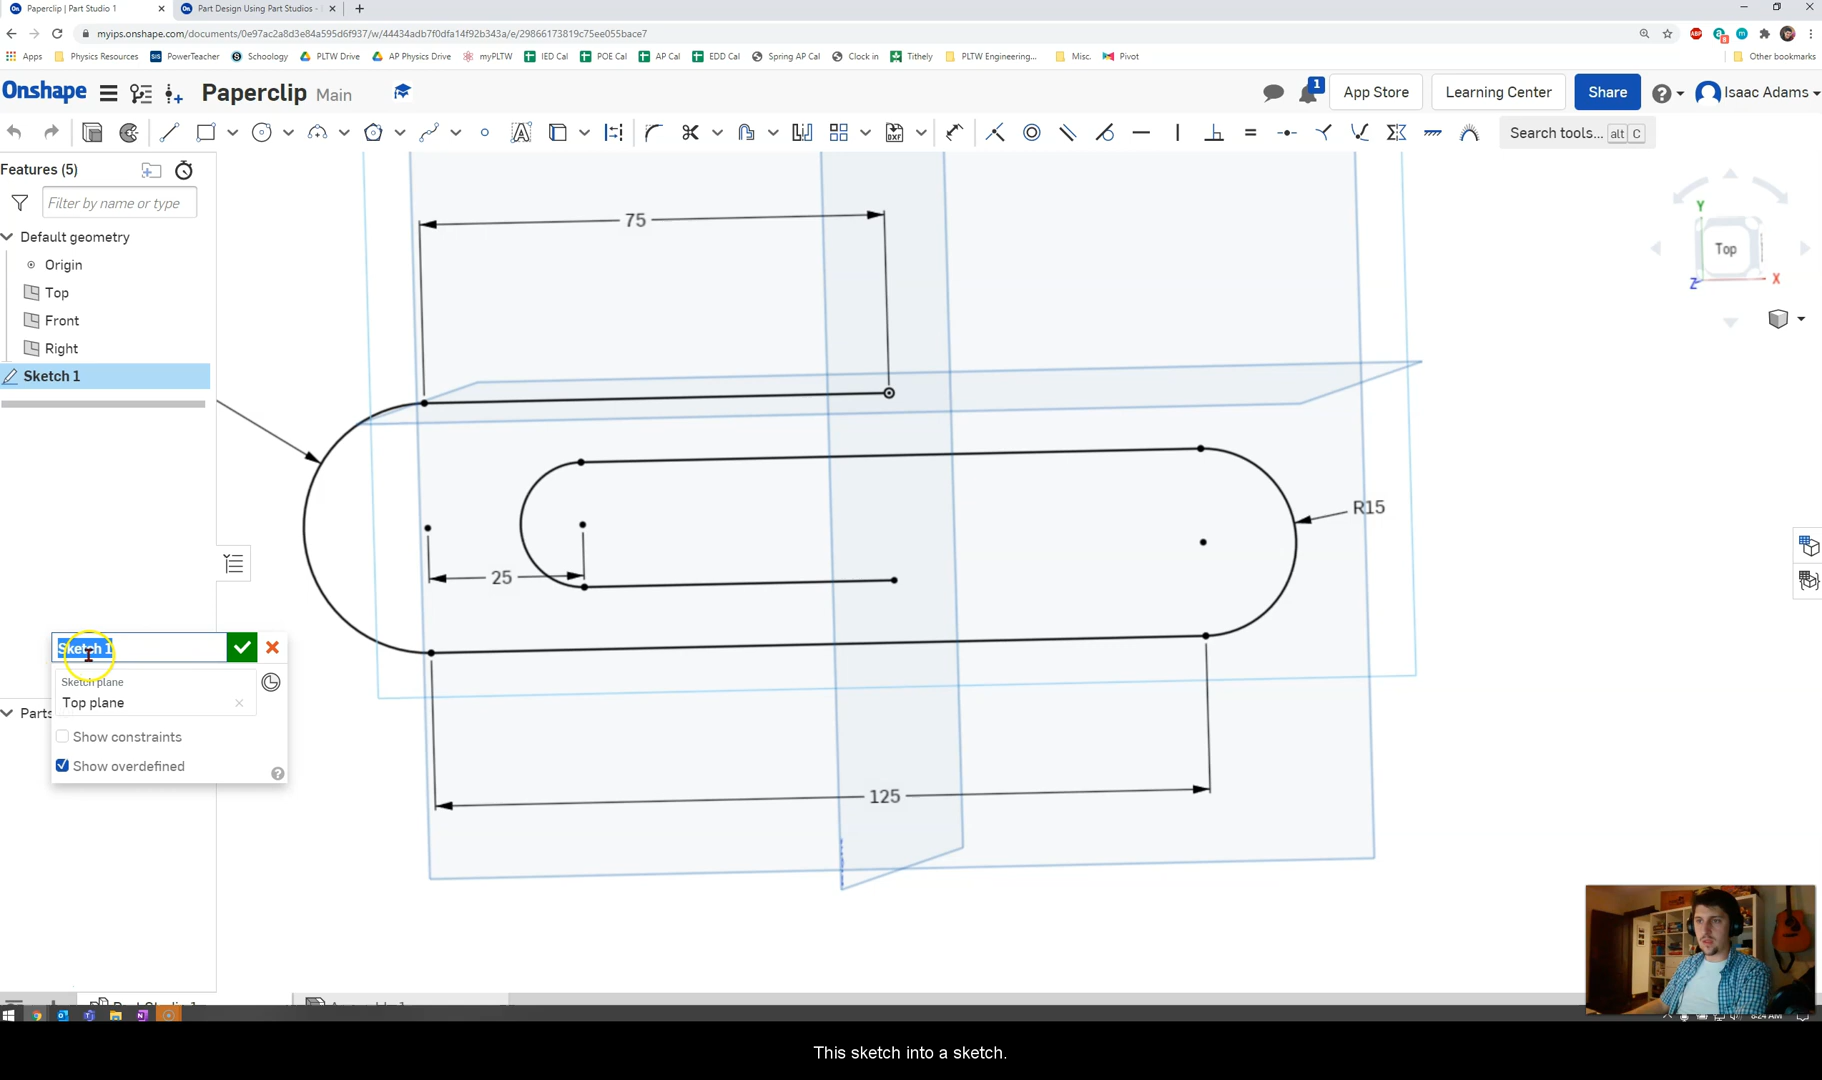 Paperclip | Part Studio 1
Part Design Using Part Studios -
myips.onshape.com/documents/0e97ac2a8d3e84a595d6f937/w/44434adb7f0dfa14f92b343a/e/29866173819c75ee055bace7
Apps
Physics Resources
PowerTeacher
Schoology
PLTW Drive
AP Physics Drive
myPLTW
IED Cal
POE Cal
AP Cal
EDD Cal
Spring AP Cal
Clock in
Tithely
PLTW Engineering...
Misc.
Pivot
Other bookmarks
Onshape
Paperclip Main
1
App Store
Learning Center
Share
Isaac Adams
Search tools... alt C
Features (5)
Filter by name or type
Default geometry
Origin
Top
Front
Right
Sketch 1
75
25
R15
125
Y
Top
Z
X
Sketch 1
Sketch plane
Top plane
Show constraints
Show overdefined
Parts
This sketch into a sketch.